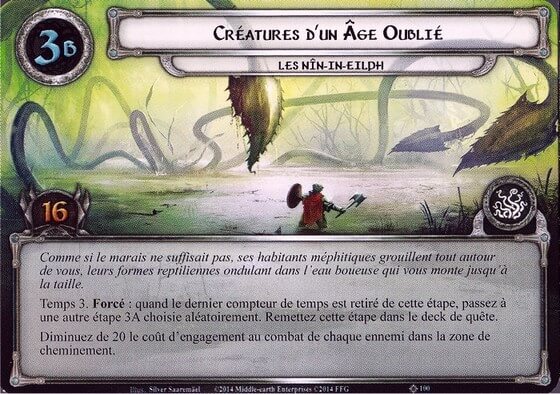 3B
CRÉATURES D'UN ÂGE OUBLIÉ
LES NÎN-IN-EILPH
16
Comme si le marais ne suffisait pas, ses habitants méphitiques grouillent tout autour
de vous, leurs formes reptiliennes ondulant dans l'eau boueuse qui vous monte jusqu'à
la taille.
Temps 3. Forcé : quand le dernier compteur de temps est retiré de cette étape, passez à
une autre étape 3A choisie aléatoirement. Remettez cette étape dans le deck de quête.
Diminuez de 20 le coût d'engagement au combat de chaque ennemi dans la zone de
cheminement.
Illus. Silver Saaremäel ©2014 Middle-earth Enterprises ©2014 FFG 100